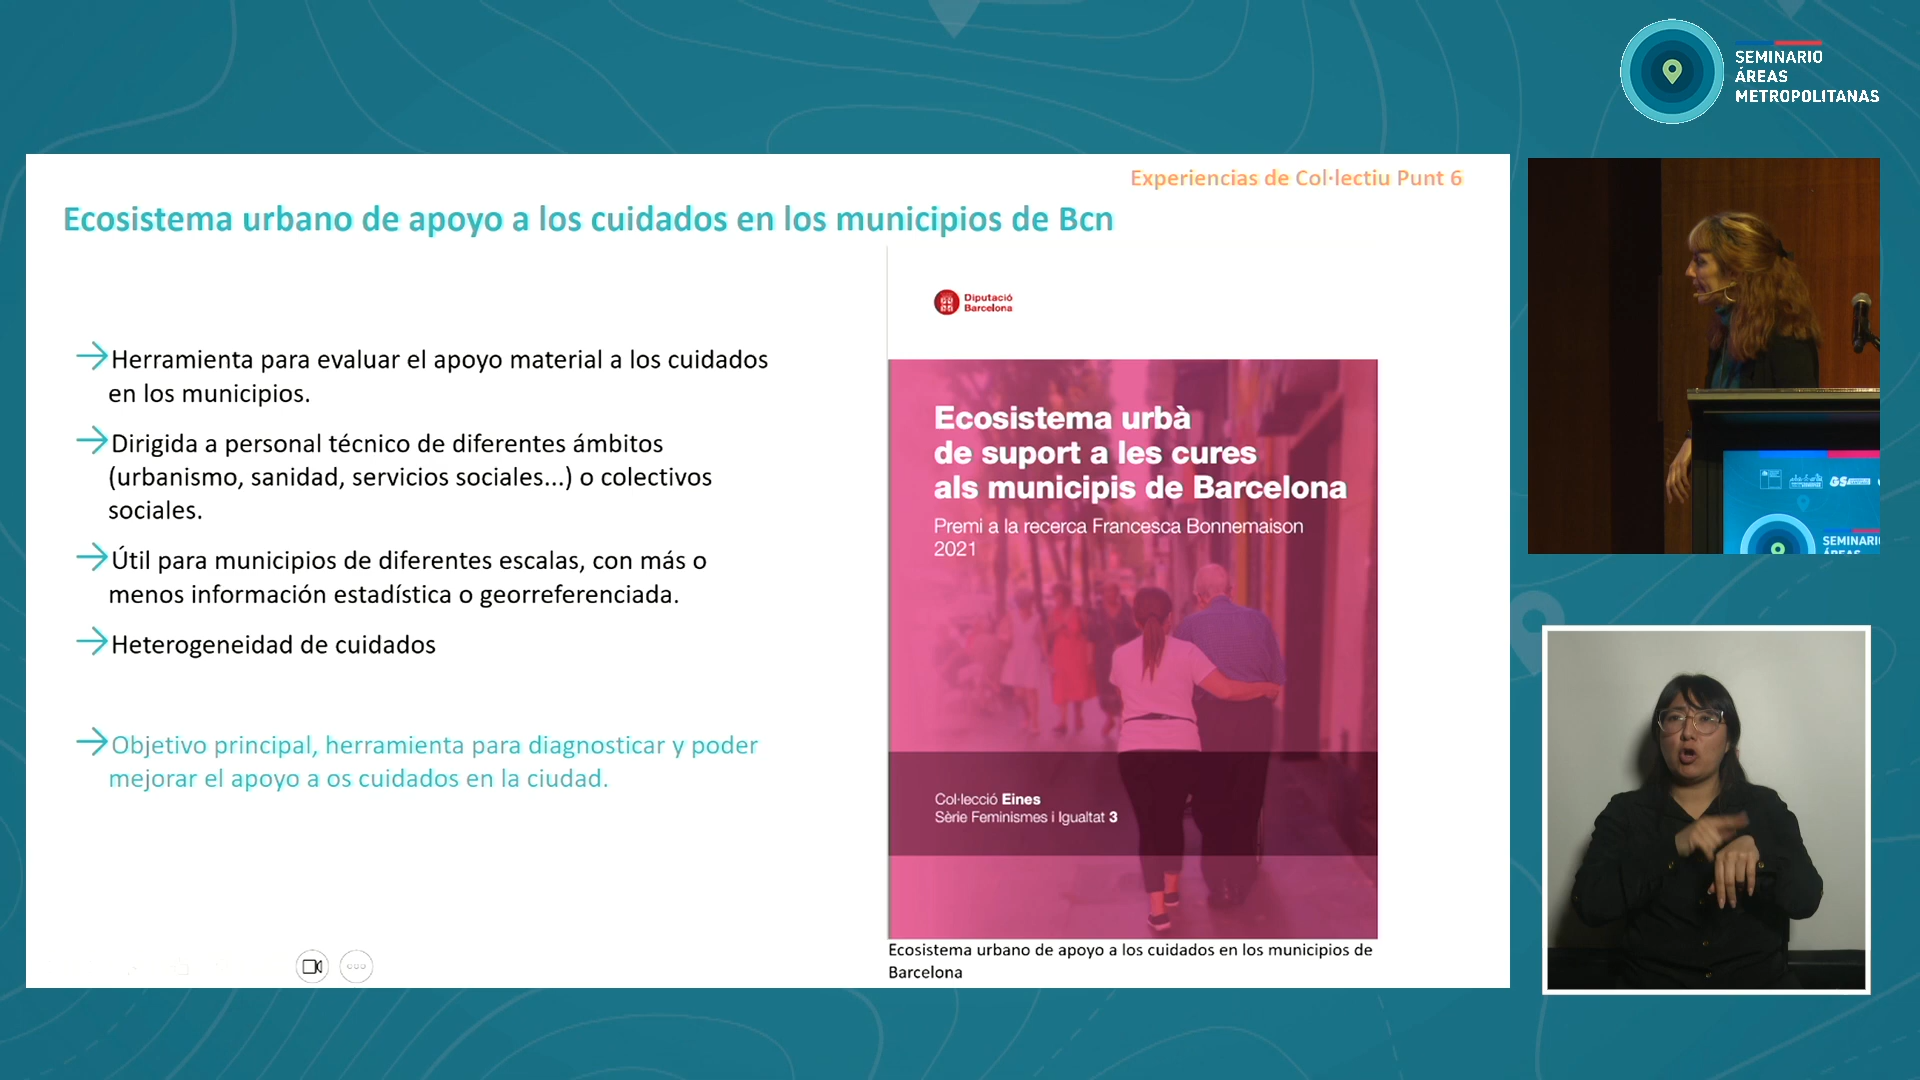 SEMINARIO
ÁREAS
METROPOLITANAS
Experiencias de Col·lectiu Punt 6
Ecosistema urbano de apoyo a los cuidados en los municipios de Bcn
Herramienta para evaluar el apoyo material a los cuidados
en los municipios.
Dirigida a personal técnico de diferentes ámbitos
(urbanismo, sanidad, servicios sociales...) o colectivos
sociales.
Útil para municipios de diferentes escalas, con más o
menos información estadística o georreferenciada.
Heterogeneidad de cuidados
Objetivo principal, herramienta para diagnosticar y poder
mejorar el apoyo a os cuidados en la ciudad.
Diputació
Barcelona
Ecosistema urbà
de suport a les cures
als municipis de Barcelona
Premi a la recerca Francesca Bonnemaison
2021
Col·lecció Eines
Sèrie Feminismes i Igualtat 3
Ecosistema urbano de apoyo a los cuidados en los municipios de
Barcelona
GS
SEMINARI
ÁREAS